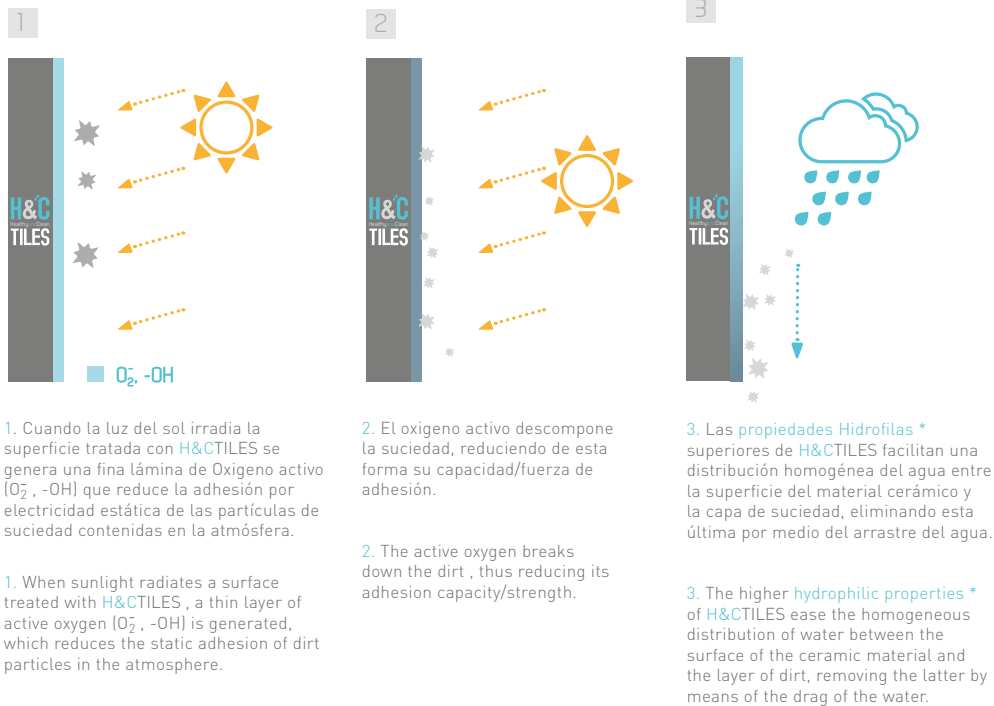 1
H&C
Healthy and Clean
TILES
O₂⁻, -OH
1. Cuando la luz del sol irradia la
superficie tratada con H&CTILES se
genera una fina lámina de Oxigeno activo
(O₂⁻ , -OH) que reduce la adhesión por
electricidad estática de las partículas de
suciedad contenidas en la atmósfera.
1. When sunlight radiates a surface
treated with H&CTILES , a thin layer of
active oxygen (O₂⁻ , -OH) is generated,
which reduces the static adhesion of dirt
particles in the atmosphere.
2
H&C
Healthy and Clean
TILES
2. El oxigeno activo descompone
la suciedad, reduciendo de esta
forma su capacidad/fuerza de
adhesión.
2. The active oxygen breaks
down the dirt , thus reducing its
adhesion capacity/strength.
3
H&C
Healthy and Clean
TILES
3. Las propiedades Hidrofilas *
superiores de H&CTILES facilitan una
distribución homogénea del agua entre
la superficie del material cerámico y
la capa de suciedad, eliminando esta
última por medio del arrastre del agua.
3. The higher hydrophilic properties *
of H&CTILES ease the homogeneous
distribution of water between the
surface of the ceramic material and
the layer of dirt, removing the latter by
means of the drag of the water.